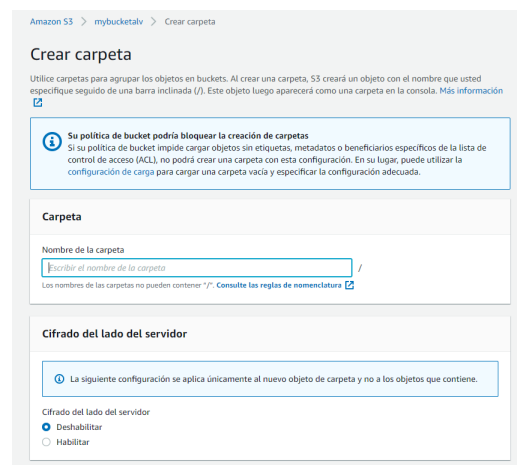 Amazon S3 > mybucketalv > Crear carpeta
Crear carpeta
Utilice carpetas para agrupar los objetos en buckets. Al crear una carpeta, S3 creará un objeto con el nombre que usted
especifique seguido de una barra inclinada (/). Este objeto luego aparecerá como una carpeta en la consola. Más información
Su política de bucket podría bloquear la creación de carpetas
Si su política de bucket impide cargar objetos sin etiquetas, metadatos o beneficiarios específicos de la lista de
control de acceso (ACL), no podrá crear una carpeta con esta configuración. En su lugar, puede utilizar la
configuración de carga para cargar una carpeta vacía y especificar la configuración adecuada.
Carpeta
Nombre de la carpeta
Escribir el nombre de la carpeta /
Los nombres de las carpetas no pueden contener "/". Consulte las reglas de nomenclatura
Cifrado del lado del servidor
La siguiente configuración se aplica únicamente al nuevo objeto de carpeta y no a los objetos que contiene.
Cifrado del lado del servidor
Deshabilitar
Habilitar